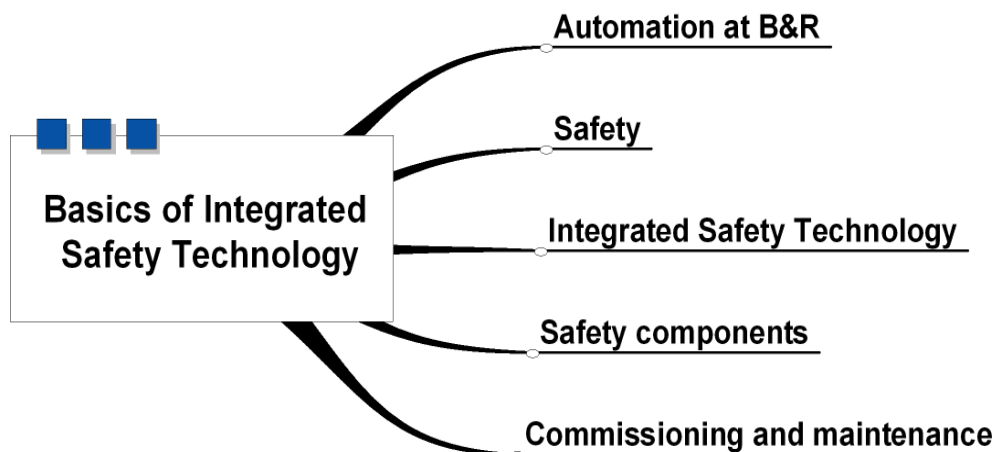 Automation at B&R
Safety
Basics of Integrated
Safety Technology
Integrated Safety Technology
Safety components
Commissioning and maintenance